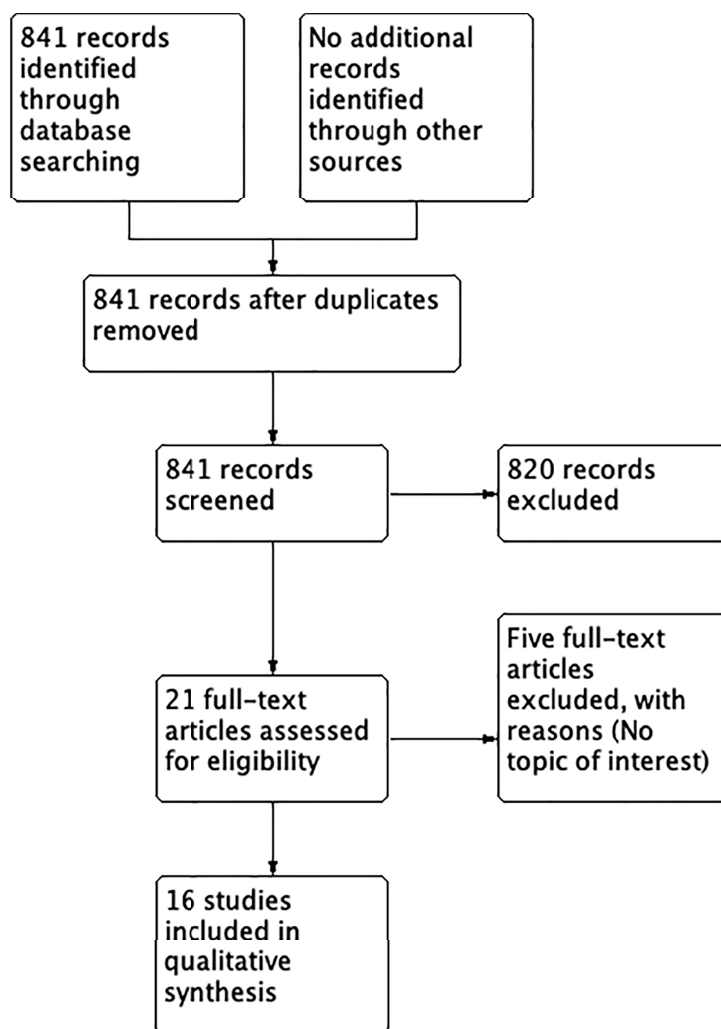 841 records
identified
through
database
searching
No additional
records
identified
through other
sources
841 records after duplicates
removed
841 records
screened
820 records
excluded
21 full-text
articles assessed
for eligibility
Five full-text
articles
excluded, with
reasons (No
topic of interest)
16 studies
included in
qualitative
synthesis